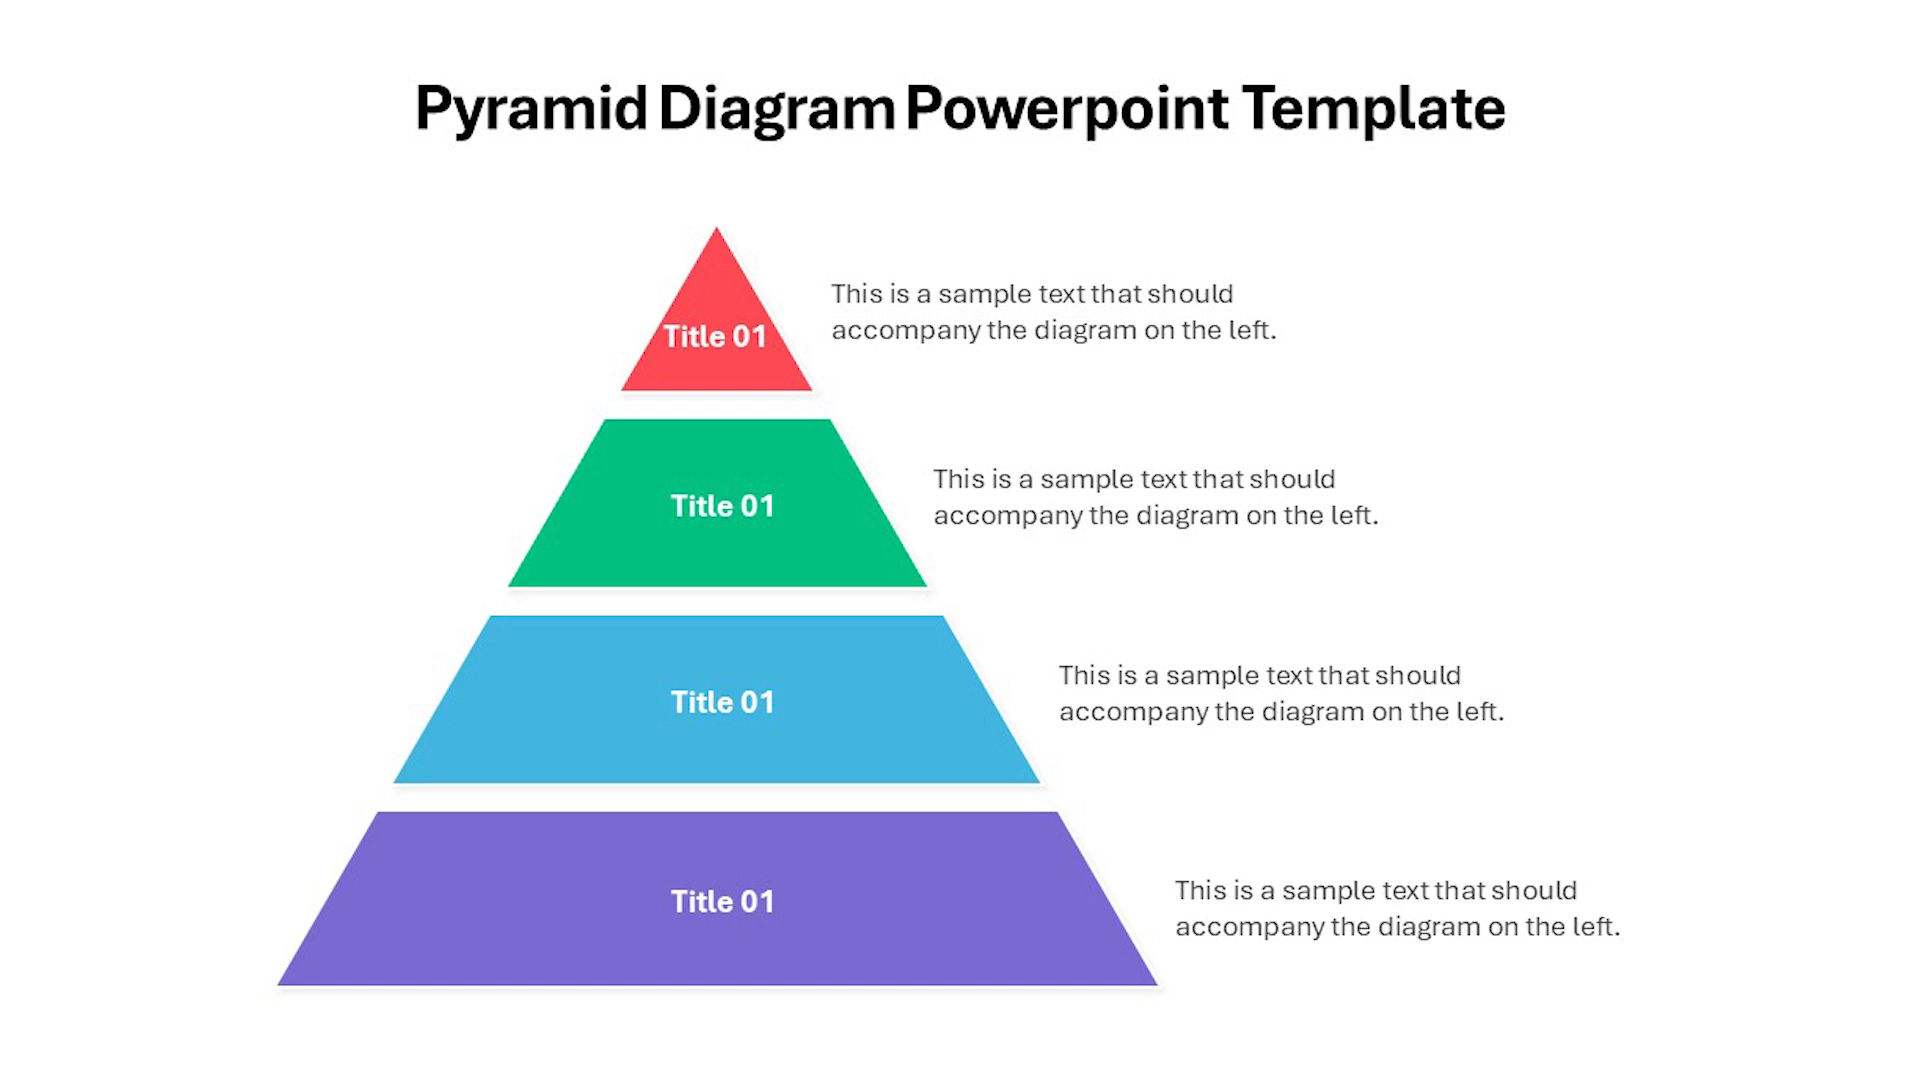 Pyramid Diagram Powerpoint Template
Title 01
This is a sample text that should
accompany the diagram on the left.
Title 01
This is a sample text that should
accompany the diagram on the left.
Title 01
This is a sample text that should
accompany the diagram on the left.
Title 01
This is a sample text that should
accompany the diagram on the left.